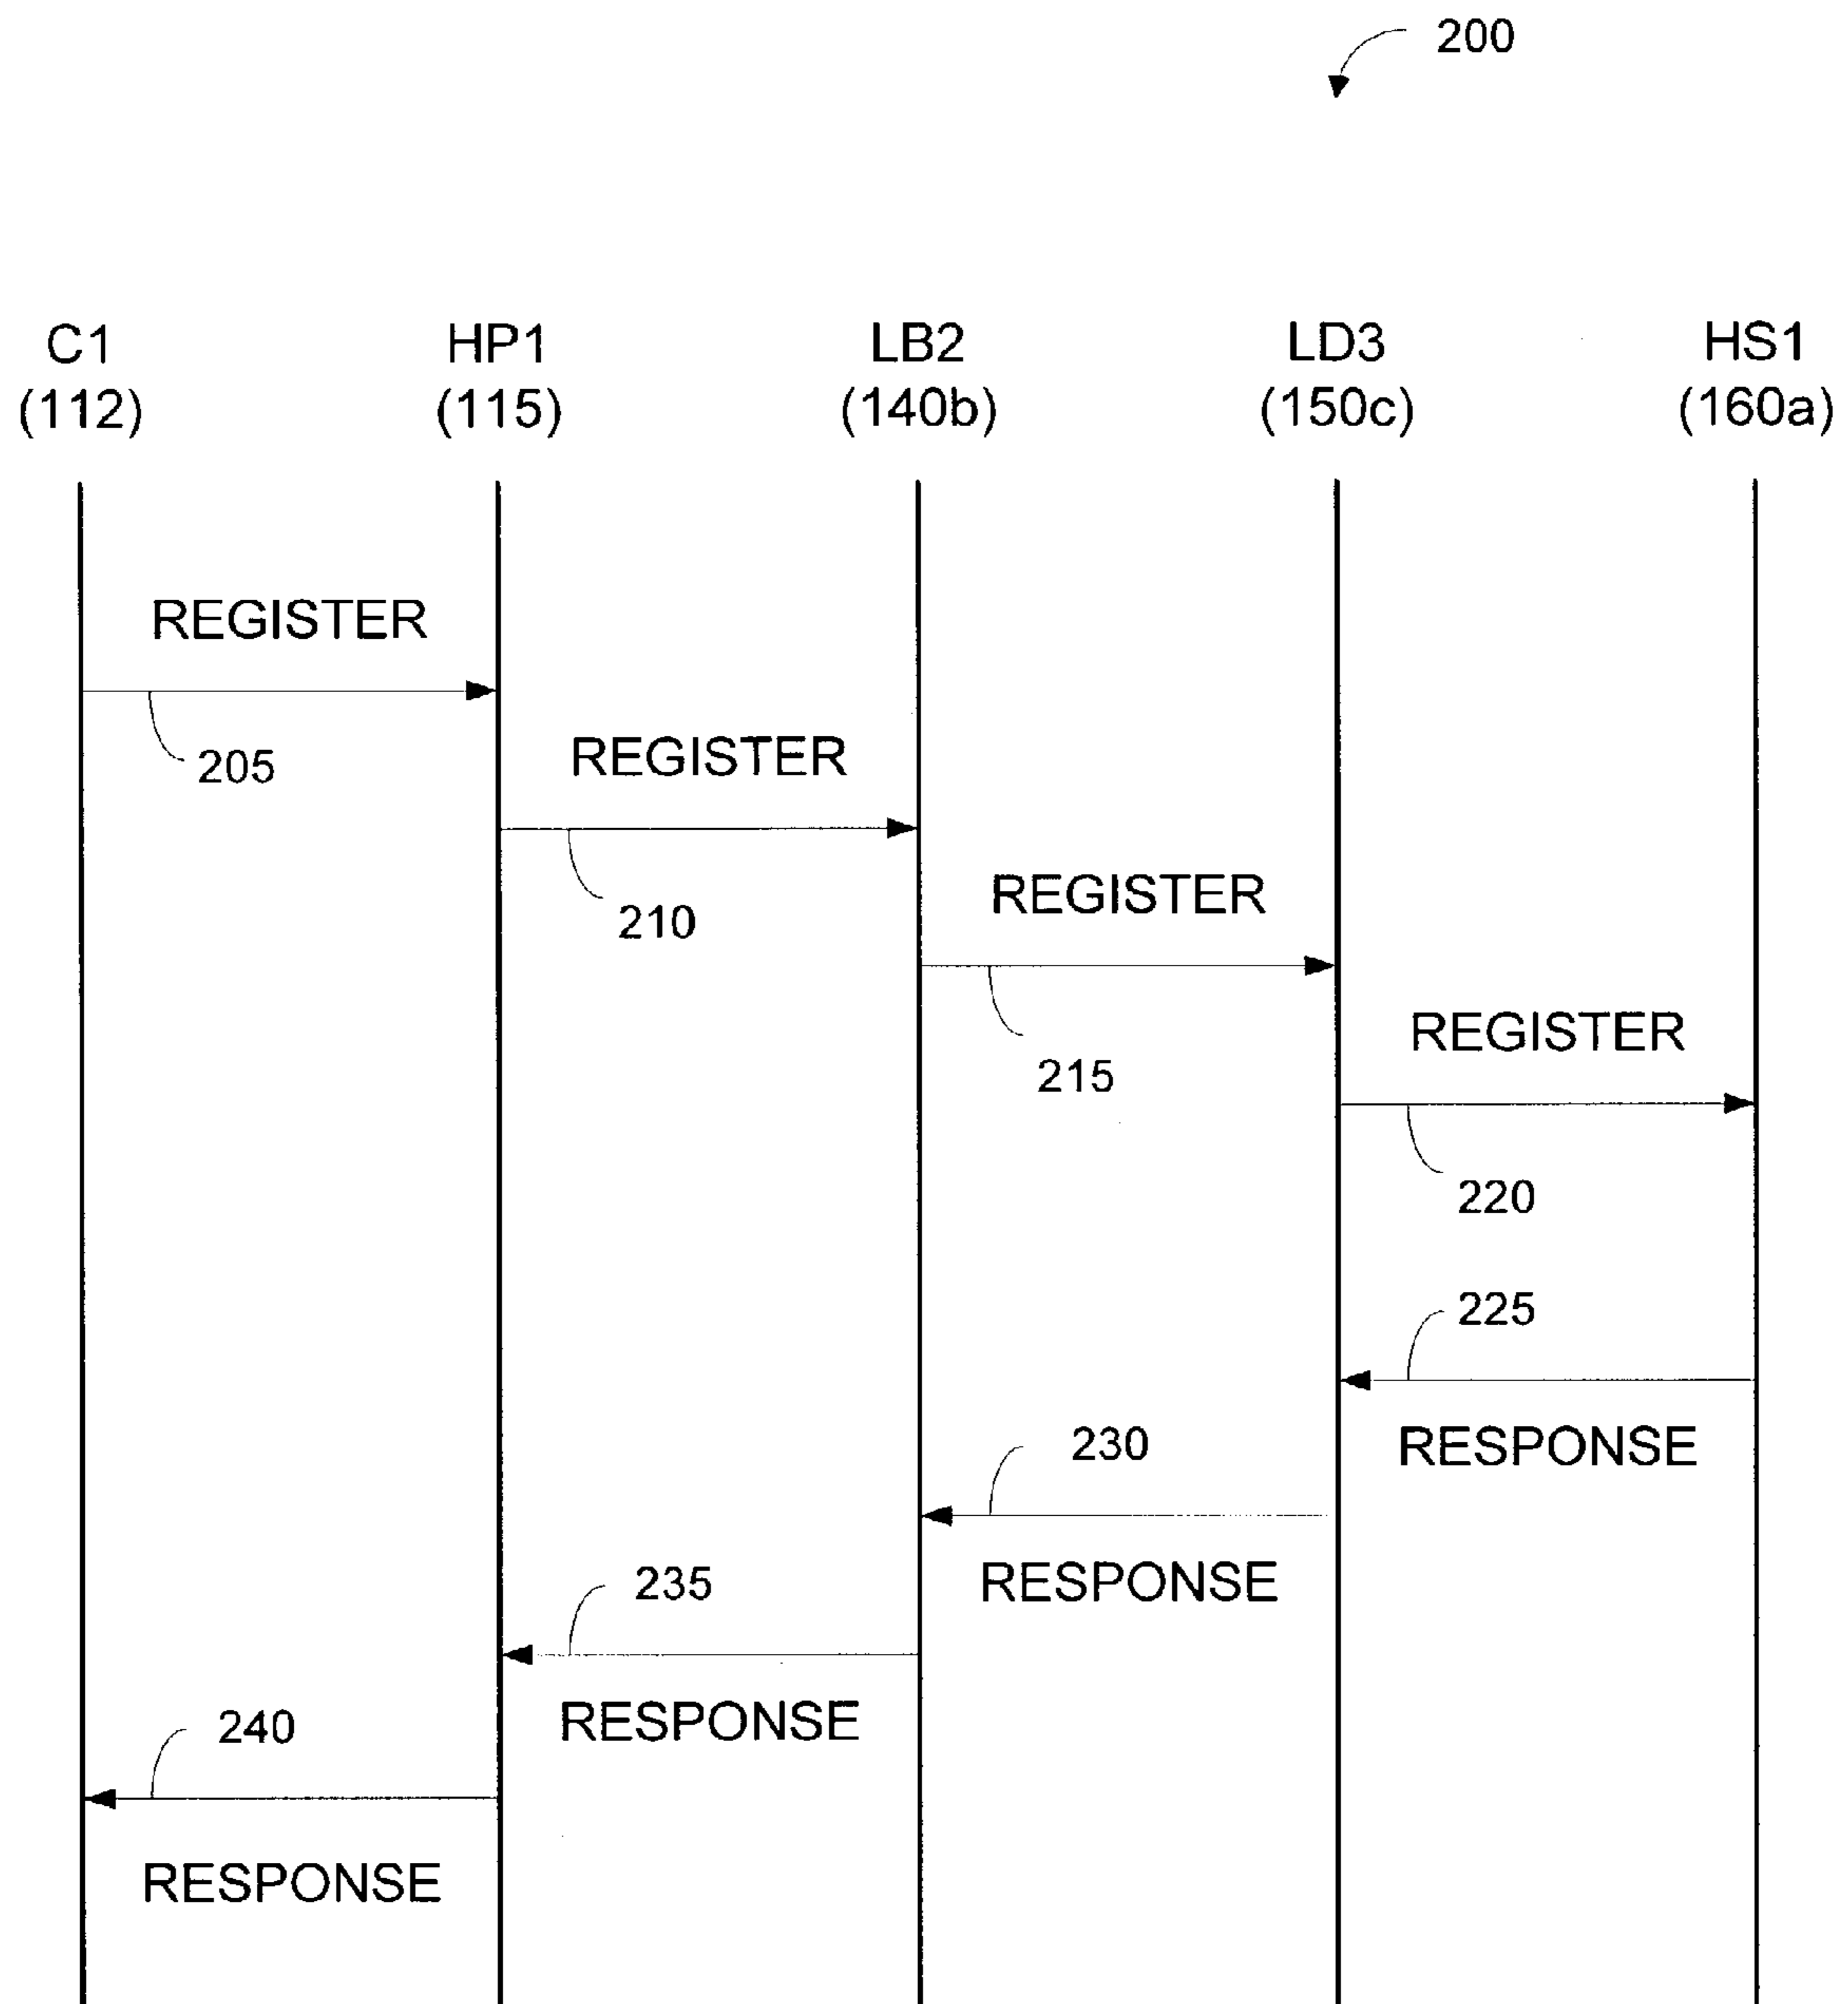 200
C1
(112)
HP1
(115)
LB2
(140b)
LD3
(150c)
HS1
(160a)
REGISTER
205
REGISTER
210
REGISTER
215
REGISTER
220
225
RESPONSE
230
RESPONSE
235
RESPONSE
240
RESPONSE